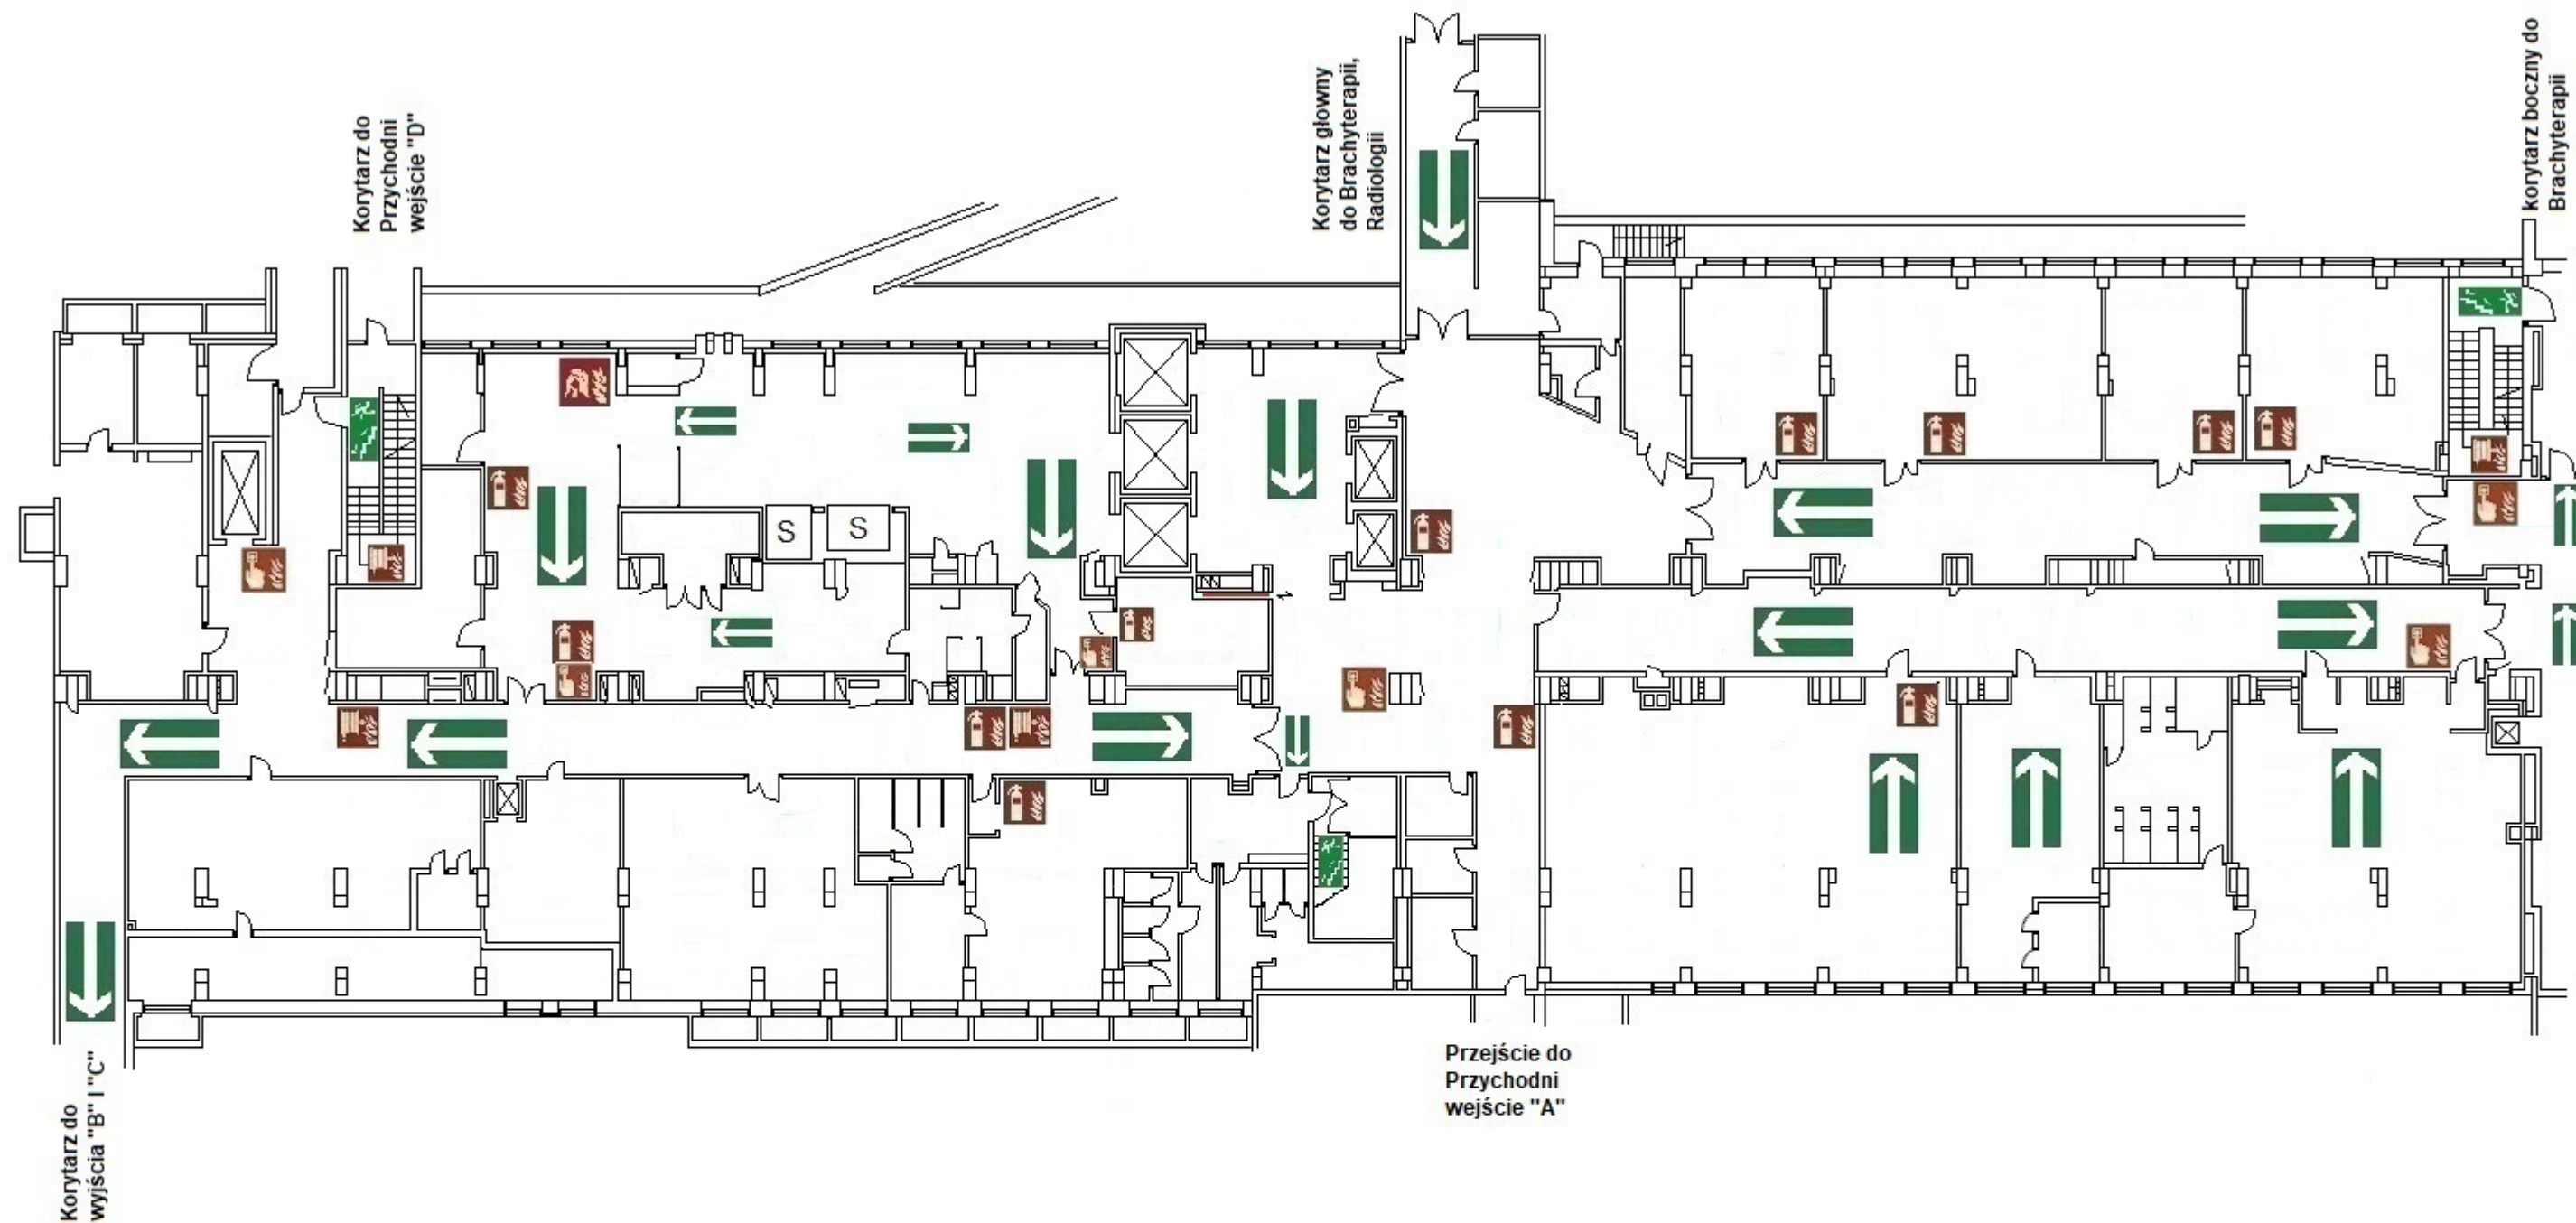 Korytarz do
Przychodni
wejście "D"
Korytarz głowny
do Brachyterapii,
Radiologii
korytarz boczny do
Brachyterapii
S
S
Przejście do
Przychodni
wejście "A"
Korytarz do
wyjścia "B" I "C"